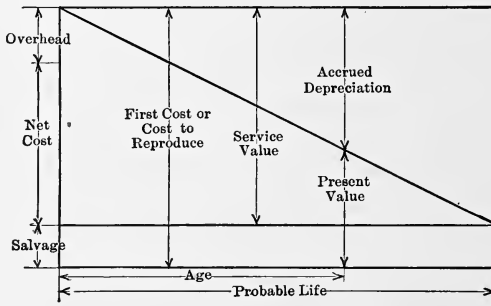 Overhead
Net
Cost
Salvage
First Cost or
Cost to
Reproduce
Service
Value
Accrued
Depreciation
Present
Value
Age
Probable Life